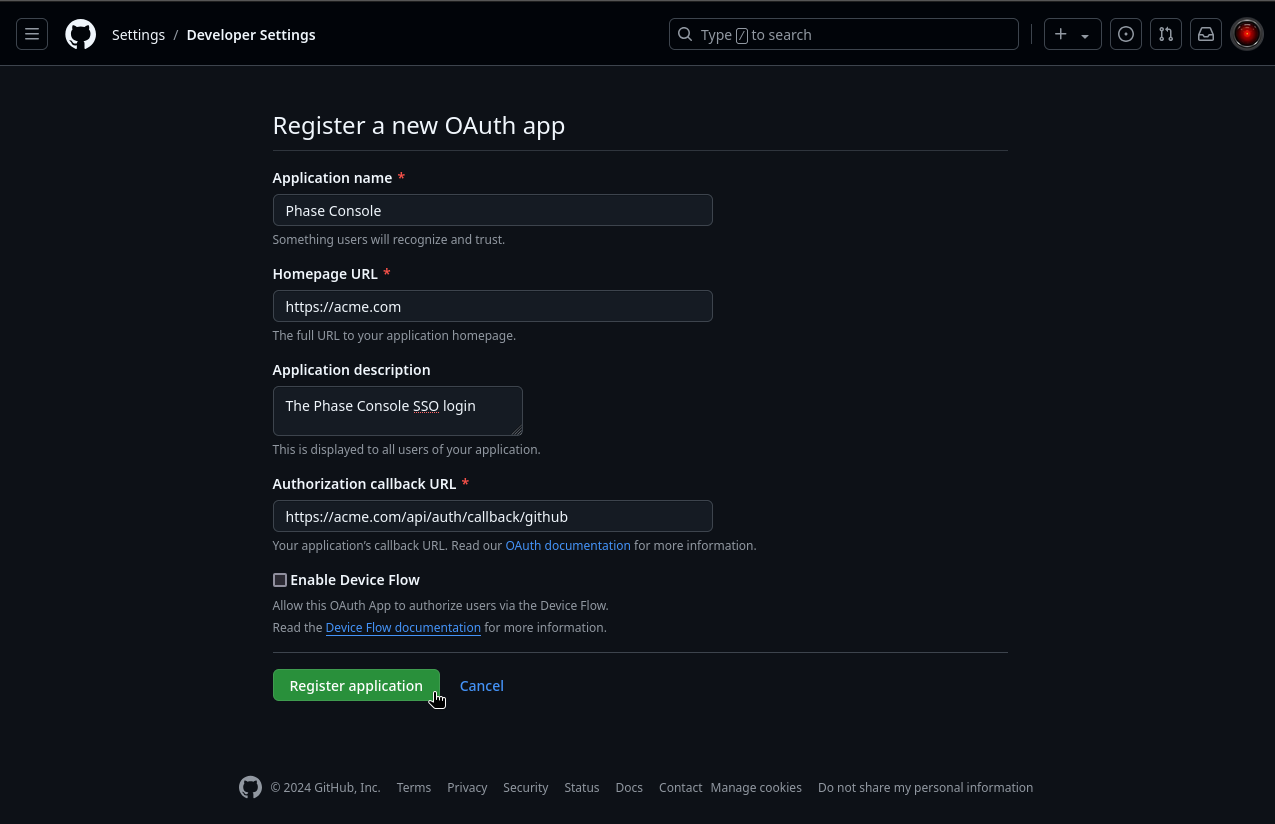 Settings / Developer Settings
Type / to search
Register a new OAuth app
Application name *
Phase Console
Something users will recognize and trust.
Homepage URL *
https://acme.com
The full URL to your application homepage.
Application description
The Phase Console SSO login
This is displayed to all users of your application.
Authorization callback URL *
https://acme.com/api/auth/callback/github
Your application’s callback URL. Read our OAuth documentation for more information.
Enable Device Flow
Allow this OAuth App to authorize users via the Device Flow.
Read the Device Flow documentation for more information.
Register application Cancel
© 2024 GitHub, Inc. Terms Privacy Security Status Docs Contact Manage cookies Do not share my personal information